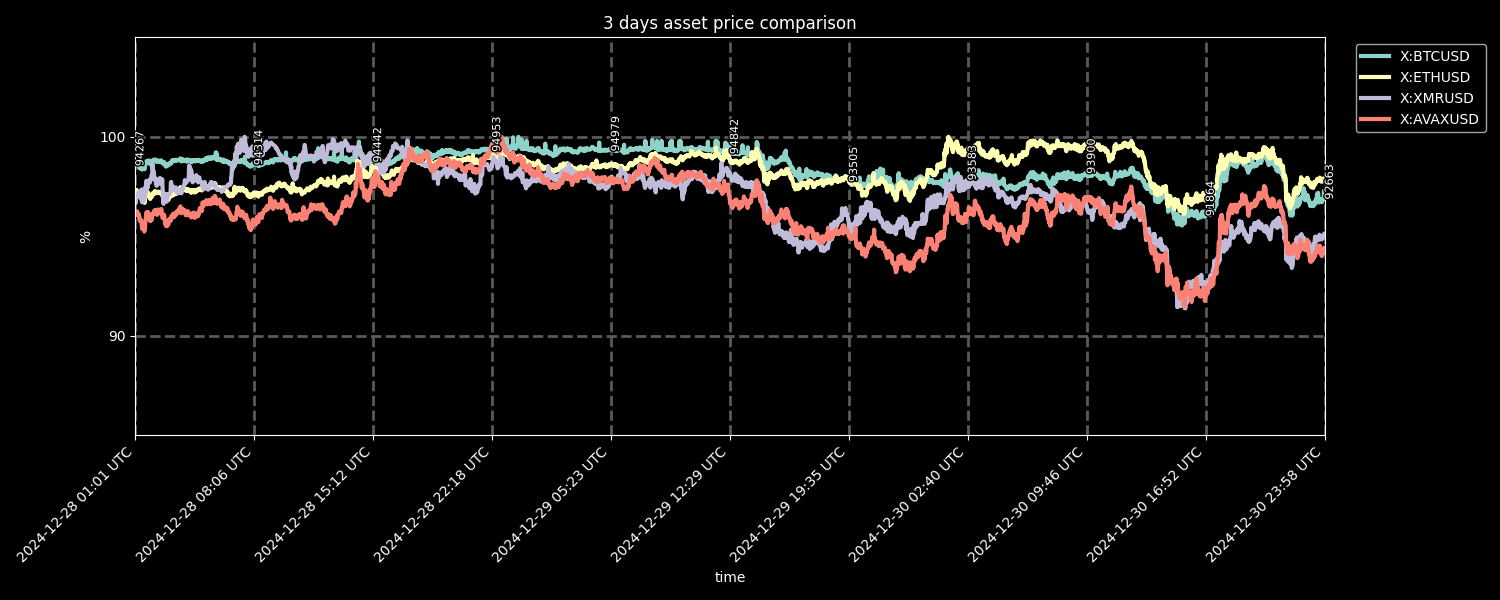 3 days asset price comparison
X:BTCUSD
X:ETHUSD
X:XMRUSD
X:AVAXUSD
100
90
%
94267
94314
94442
94953
94979
94842
93505
93583
93900
91864
92663
2024-12-28 01:01 UTC
2024-12-28 08:06 UTC
2024-12-28 15:12 UTC
2024-12-28 22:18 UTC
2024-12-29 05:23 UTC
2024-12-29 12:29 UTC
2024-12-29 19:35 UTC
2024-12-30 02:40 UTC
2024-12-30 09:46 UTC
2024-12-30 16:52 UTC
2024-12-30 23:58 UTC
time